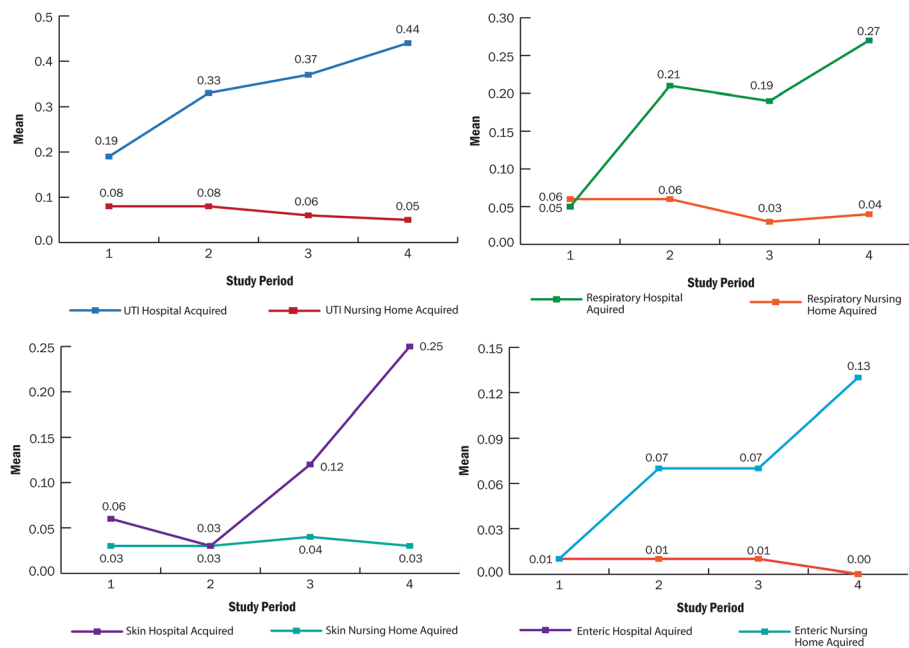 0.5
0.4
0.3
0.2
0.1
0.0
Mean
0.19
0.33
0.37
0.44
0.08
0.08
0.06
0.05
1 2 3 4
Study Period
UTI Hospital Acquired UTI Nursing Home Acquired
0.30
0.25
0.20
0.15
0.10
0.05
0.00
Mean
0.06
0.05
0.21
0.19
0.27
0.06
0.03
0.04
1 2 3 4
Study Period
Respiratory Hospital
Aquired
Respiratory Nursing
Home Aquired
0.25
0.20
0.15
0.10
0.05
0.00
Mean
0.06
0.03
0.12
0.25
0.03
0.03
0.04
0.03
1 2 3 4
Study Period
Skin Hospital Aquired Skin Nursing Home Aquired
0.15
0.12
0.09
0.06
0.03
0.00
Mean
0.01
0.07
0.07
0.13
0.01
0.01
0.00
1 2 3 4
Study Period
Enteric Hospital Aquired
Enteric Nursing
Home Aquired